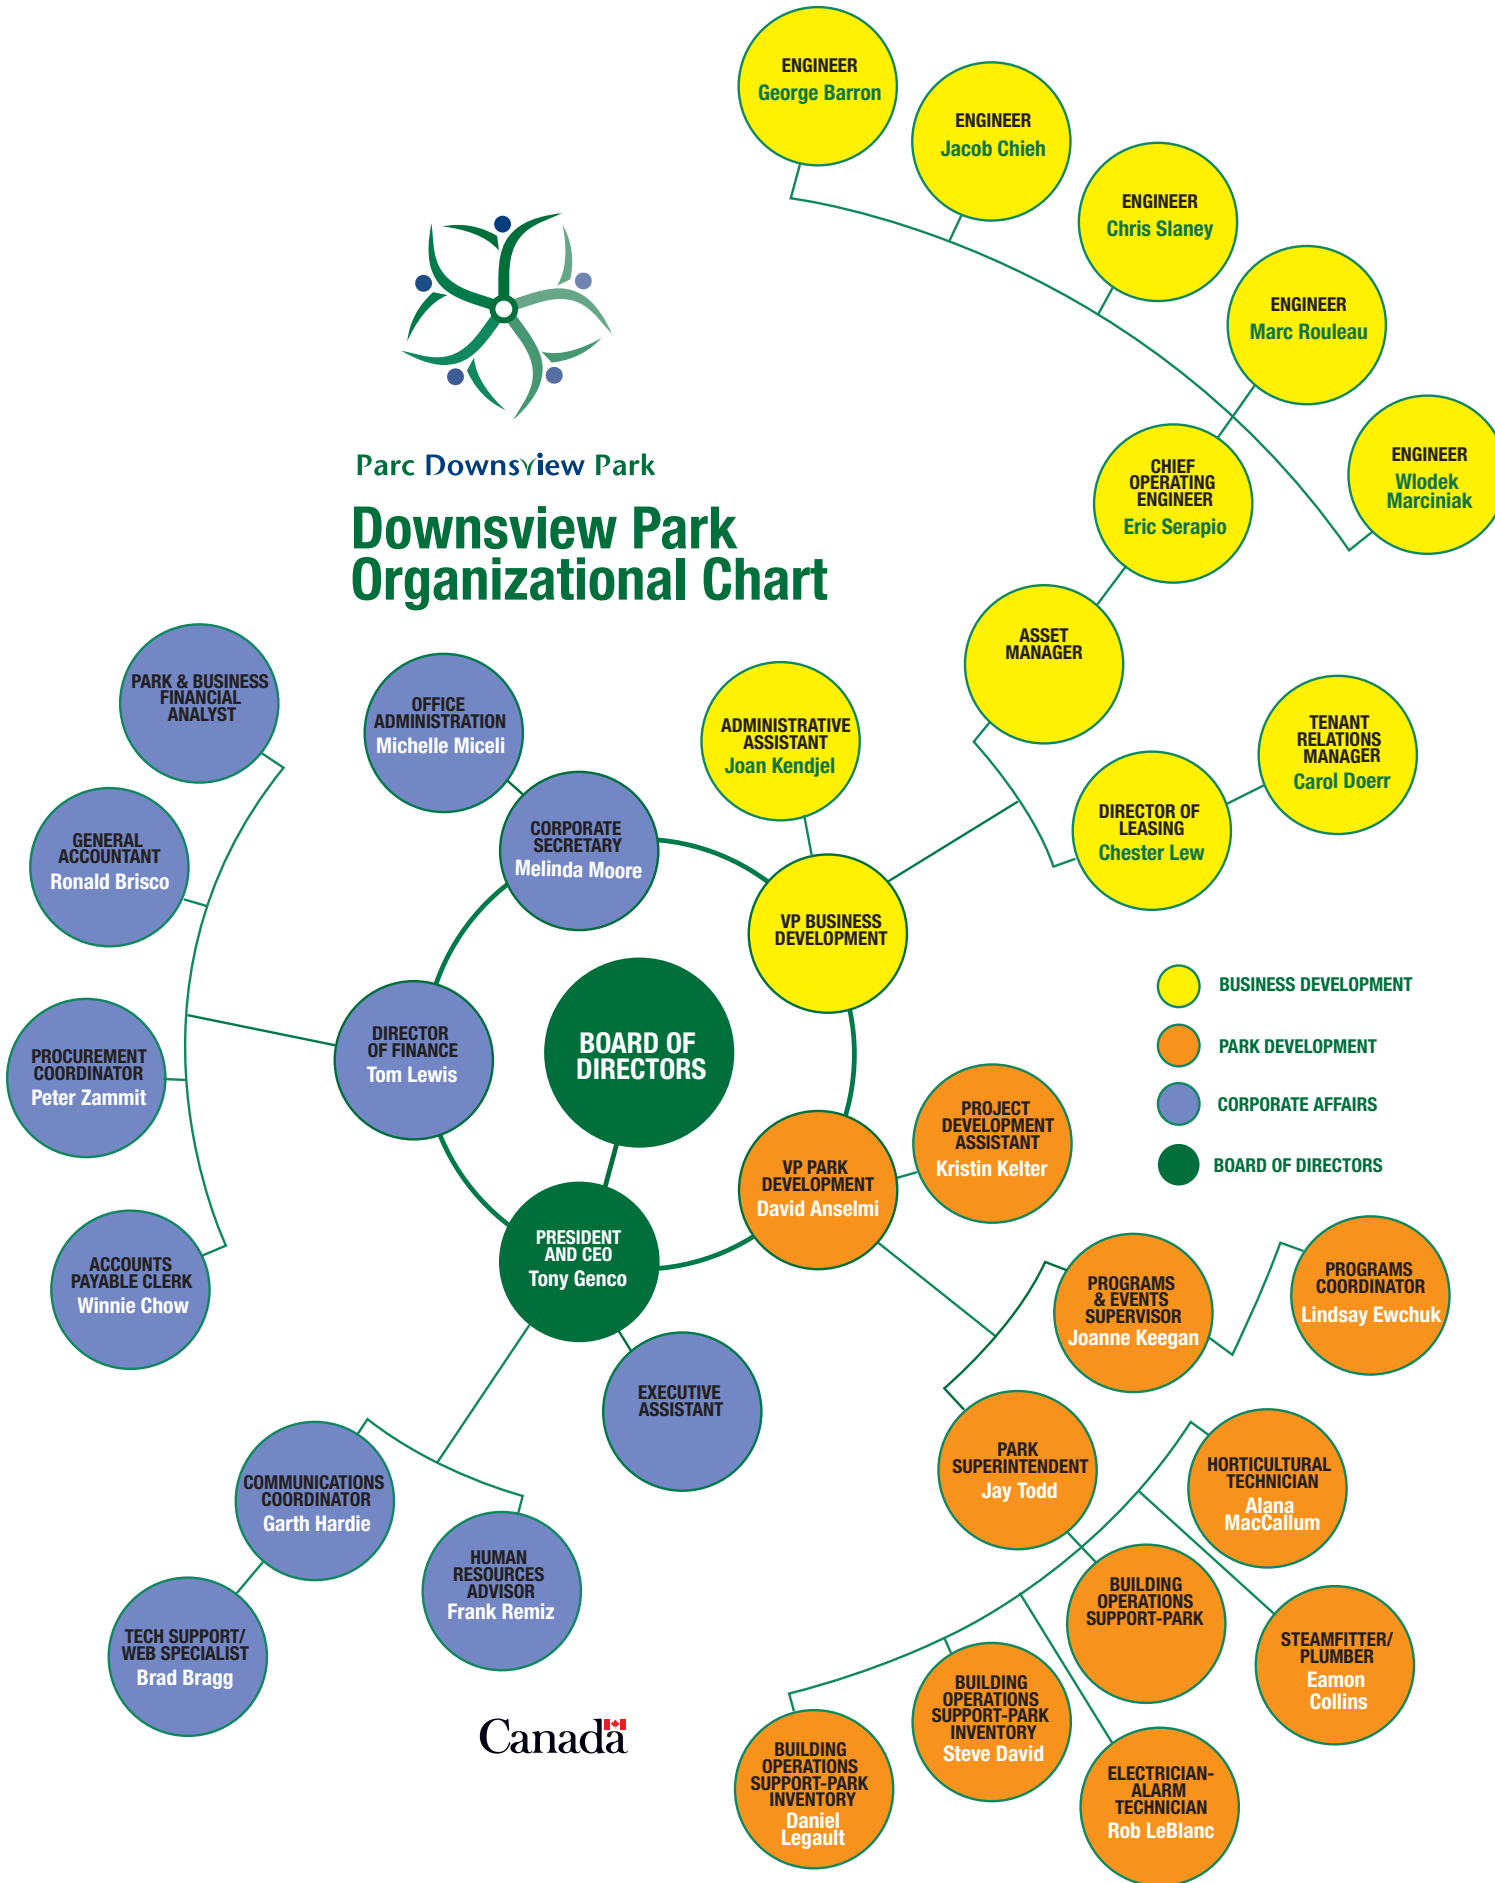 ENGINEER
George Barron
ENGINEER
Jacob Chieh
ENGINEER
Chris Slaney
ENGINEER
Marc Rouleau
ENGINEER
Wlodek
Marciniak
CHIEF
OPERATING
ENGINEER
Eric Serapio
Parc Downsview Park
Downsview Park
Organizational Chart
ASSET
MANAGER
PARK & BUSINESS
FINANCIAL
ANALYST
OFFICE
ADMINISTRATION
Michelle Miceli
ADMINISTRATIVE
ASSISTANT
Joan Kendjel
TENANT
RELATIONS
MANAGER
Carol Doerr
DIRECTOR OF
LEASING
Chester Lew
GENERAL
ACCOUNTANT
Ronald Brisco
CORPORATE
SECRETARY
Melinda Moore
VP BUSINESS
DEVELOPMENT
BUSINESS DEVELOPMENT
PARK DEVELOPMENT
CORPORATE AFFAIRS
BOARD OF DIRECTORS
DIRECTOR
OF FINANCE
Tom Lewis
BOARD OF
DIRECTORS
PROCUREMENT
COORDINATOR
Peter Zammit
PROJECT
DEVELOPMENT
ASSISTANT
Kristin Kelter
VP PARK
DEVELOPMENT
David Anselmi
PRESIDENT
AND CEO
Tony Genco
ACCOUNTS
PAYABLE CLERK
Winnie Chow
PROGRAMS
& EVENTS
SUPERVISOR
Joanne Keegan
PROGRAMS
COORDINATOR
Lindsay Ewchuk
EXECUTIVE
ASSISTANT
PARK
SUPERINTENDENT
Jay Todd
HORTICULTURAL
TECHNICIAN
Alana
MacCallum
COMMUNICATIONS
COORDINATOR
Garth Hardie
HUMAN
RESOURCES
ADVISOR
Frank Remiz
BUILDING
OPERATIONS
SUPPORT-PARK
STEAMFITTER/
PLUMBER
Eamon
Collins
TECH SUPPORT/
WEB SPECIALIST
Brad Bragg
BUILDING
OPERATIONS
SUPPORT-PARK
INVENTORY
Steve David
Canada
BUILDING
OPERATIONS
SUPPORT-PARK
INVENTORY
Daniel
Legault
ELECTRICIAN-
ALARM
TECHNICIAN
Rob LeBlanc